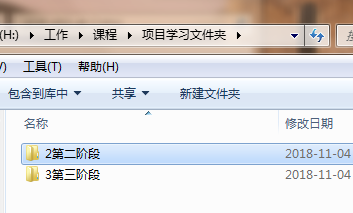 (H:) ▸ 工作 ▸ 课程 ▸ 项目学习文件夹 ▸
V) 工具(T) 帮助(H)
包含到库中 共享 新建文件夹
名称 修改日期
2第二阶段 2018-11-04
3第三阶段 2018-11-04